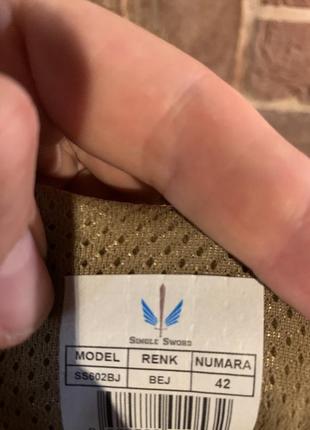 Single Sword
MODEL RENK NUMARA
SS602BJ BEJ 42